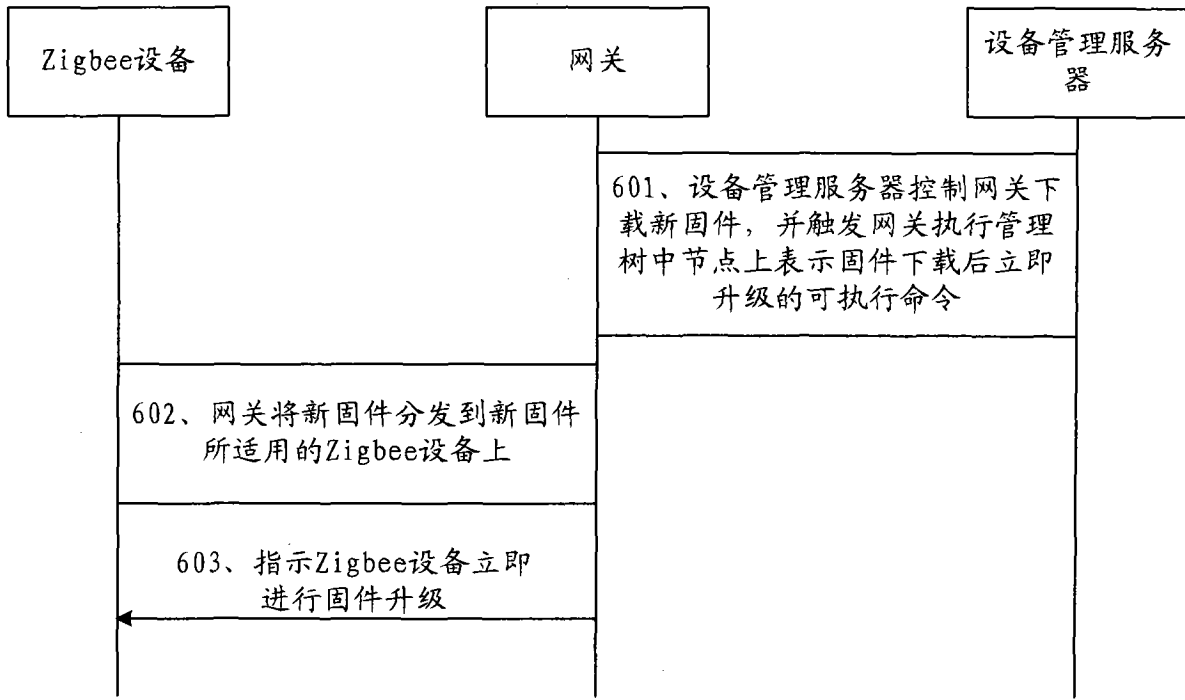 Zigbee设备
网关
设备管理服务
器
601、设备管理服务器控制网关下
载新固件，并触发网关执行管理
树中节点上表示固件下载后立即
升级的可执行命令
602、网关将新固件分发到新固件
所适用的Zigbee设备上
603、指示Zigbee设备立即
进行固件升级